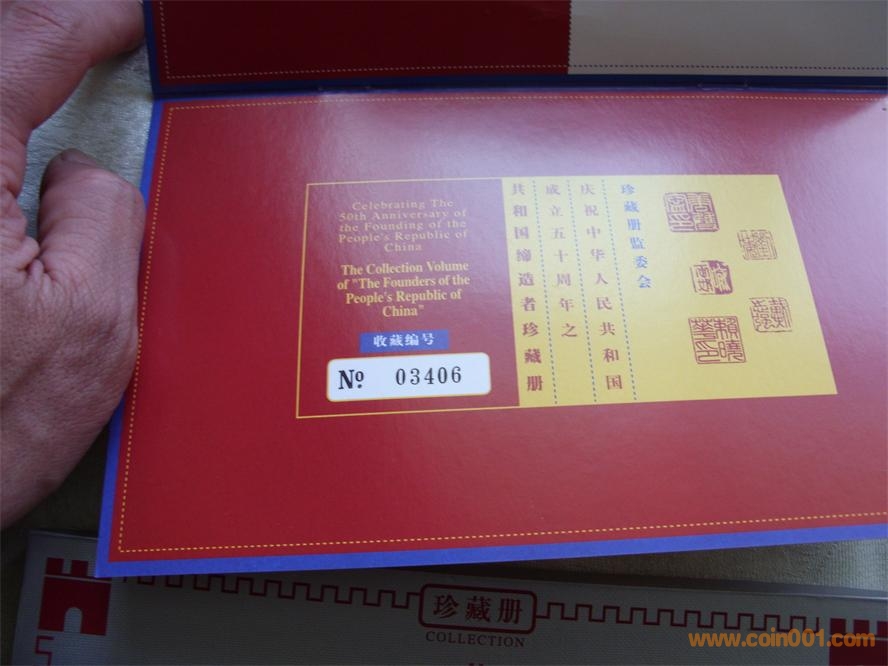 Celebrating The
50th Anniversary of
the Founding of the
People's Republic of
China
The Collection Volume
of "The Founders of the
People's Republic of
China"
收藏编号
№ 03406
珍藏册监委会
庆祝中华人民共和国
成立五十周年之
共和国缔造者珍藏册
珍藏册
COLLECTION
www.coin001.com